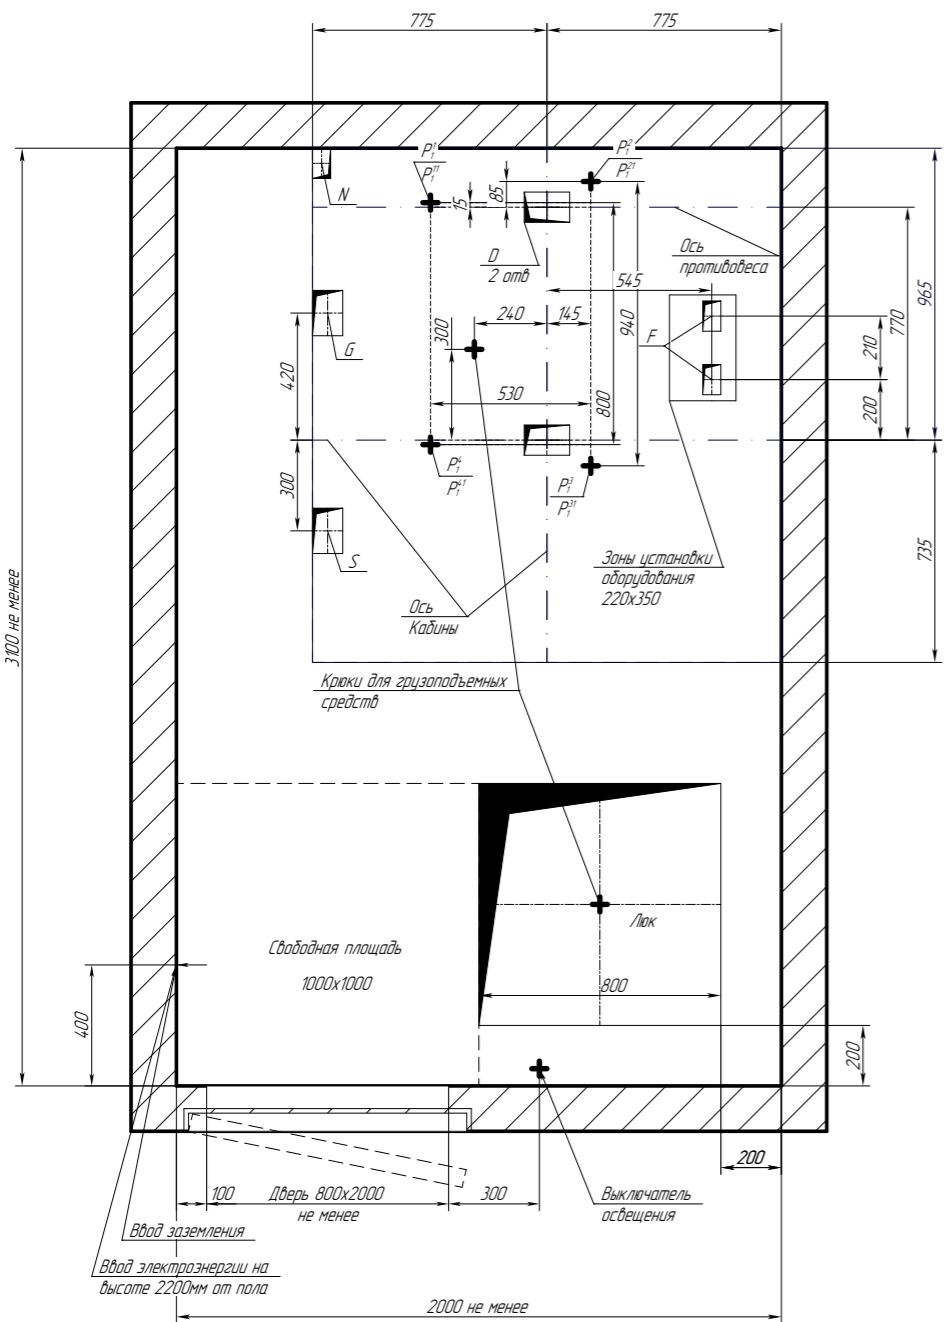 775
775
P₁¹
P₁¹¹
P₁²
P₁²¹
N
15
85
D
2 отв
Ось
противовеса
545
965
770
240
145
940
300
F
210
G
420
530
800
200
P₁⁴
P₁⁴¹
P₁³
P₁³¹
300
S
Зоны установки
оборудования
220x350
735
Ось
Кабины
3100 не менее
Крюки для грузоподъемных
средств
Люк
Свободная площадь
1000x1000
800
400
200
200
100
Дверь 800x2000
не менее
300
Выключатель
освещения
Ввод заземления
Ввод электроэнергии на
высоте 2200мм от пола
2000 не менее